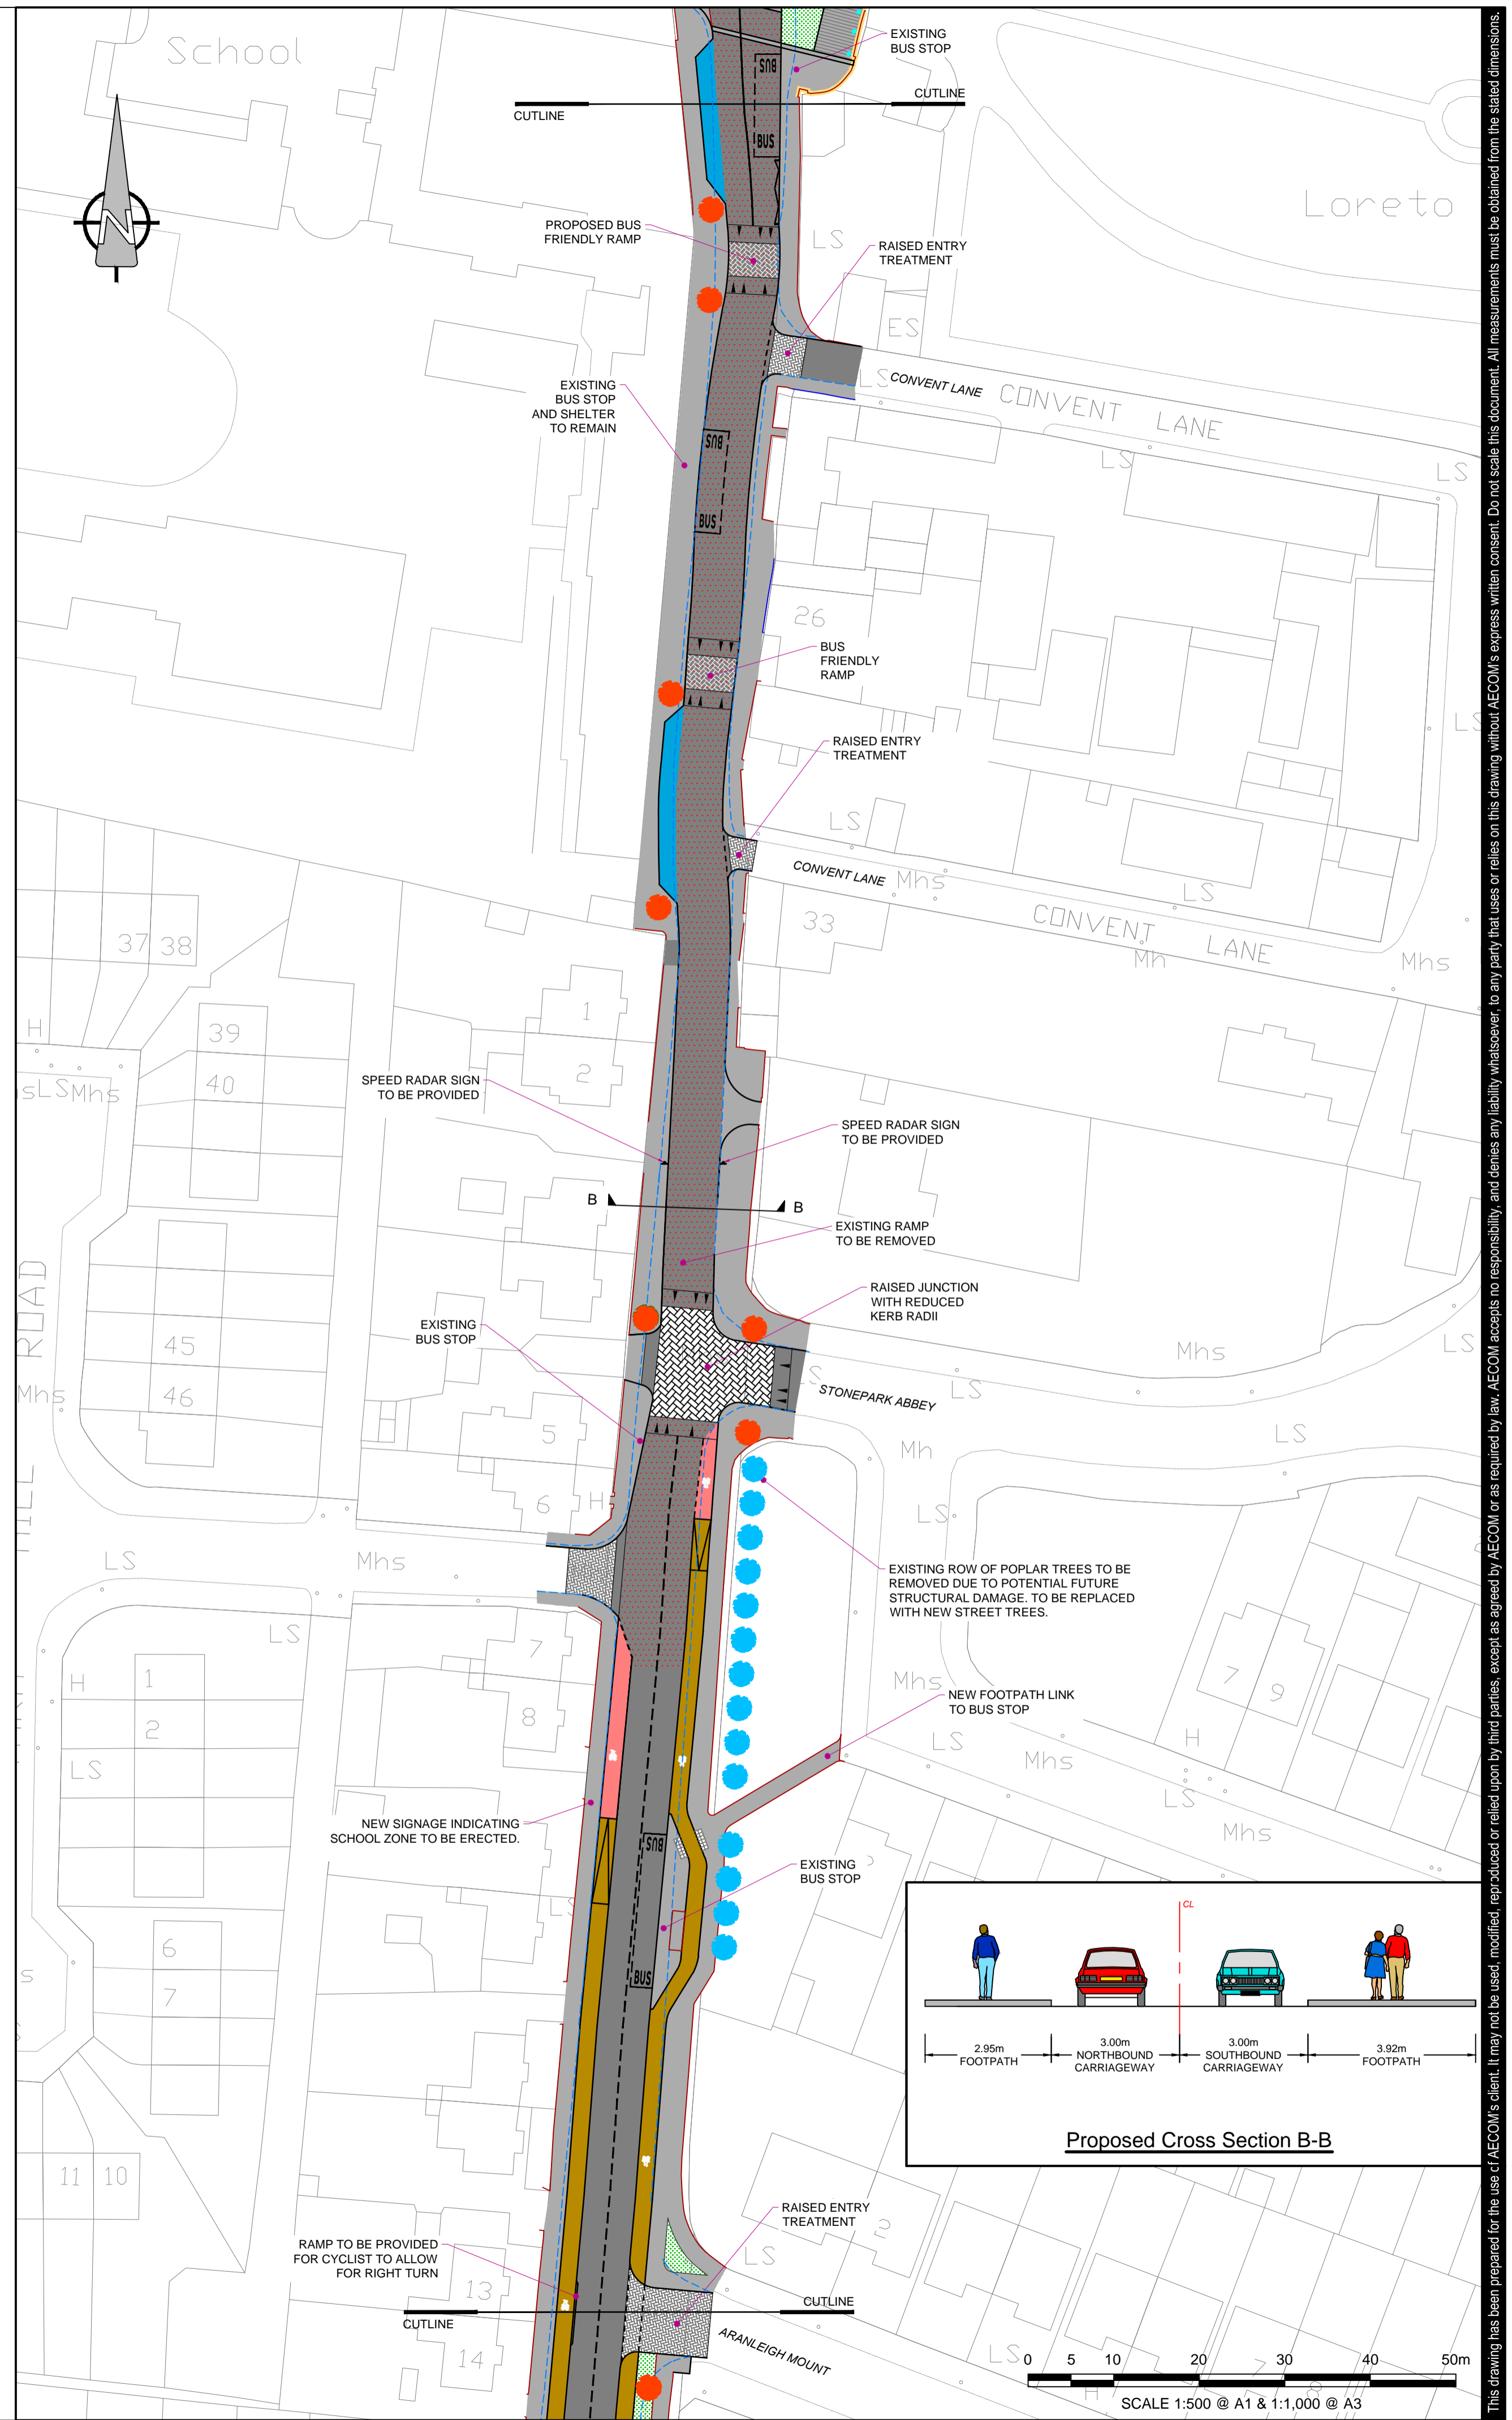 School
EXISTING
BUS STOP
BUS
CUTLINE
CUTLINE
BUS
Loreto
N
PROPOSED BUS
FRIENDLY RAMP
LS
RAISED ENTRY
TREATMENT
ES
LS
CONVENT LANE
CONVENT LANE
EXISTING
BUS STOP
AND SHELTER
TO REMAIN
BUS
LS
LS
BUS
26
BUS
FRIENDLY
RAMP
LS
RAISED ENTRY
TREATMENT
LS
CONVENT LANE
Mhs
LS
33
CONVENT LANE
Mh
Mhs
37
38
H
39
1
2
40
sLSMhs
SPEED RADAR SIGN
TO BE PROVIDED
SPEED RADAR SIGN
TO BE PROVIDED
B
B
EXISTING RAMP
TO BE REMOVED
RAISED JUNCTION
WITH REDUCED
KERB RADII
ROAD
EXISTING
BUS STOP
45
Mhs
LS
46
Mhs
LS
STONEPARK ABBEY
LS
5
Mh
LS
6
H
LS
LS
Mhs
EXISTING ROW OF POPLAR TREES TO BE
REMOVED DUE TO POTENTIAL FUTURE
STRUCTURAL DAMAGE. TO BE REPLACED
WITH NEW STREET TREES.
LS
7
H
1
Mhs
7
9
NEW FOOTPATH LINK
TO BUS STOP
8
2
LS
H
Mhs
LS
LS
NEW SIGNAGE INDICATING
SCHOOL ZONE TO BE ERECTED.
BUS
Mhs
EXISTING
BUS STOP
LS
6
BUS
7
s
CL
2.95m
FOOTPATH
3.00m
NORTHBOUND
CARRIAGEWAY
3.00m
SOUTHBOUND
CARRIAGEWAY
3.92m
FOOTPATH
Proposed Cross Section B-B
11
10
RAISED ENTRY
TREATMENT
2
LS
RAMP TO BE PROVIDED
FOR CYCLIST TO ALLOW
FOR RIGHT TURN
13
CUTLINE
CUTLINE
ARANLEIGH MOUNT
14
LS
0 5 10 20 30 40 50m
7
H
8
SCALE 1:500 @ A1 & 1:1,000 @ A3
This drawing has been prepared for the use of AECOM's client. It may not be used, modified, reproduced or relied upon by third parties, except as agreed by AECOM or as required by law. AECOM accepts no responsibility, and denies any liability whatsoever, to any party that uses or relies on this drawing without AECOM's express written consent. Do not scale this document. All measurements must be obtained from the stated dimensions.